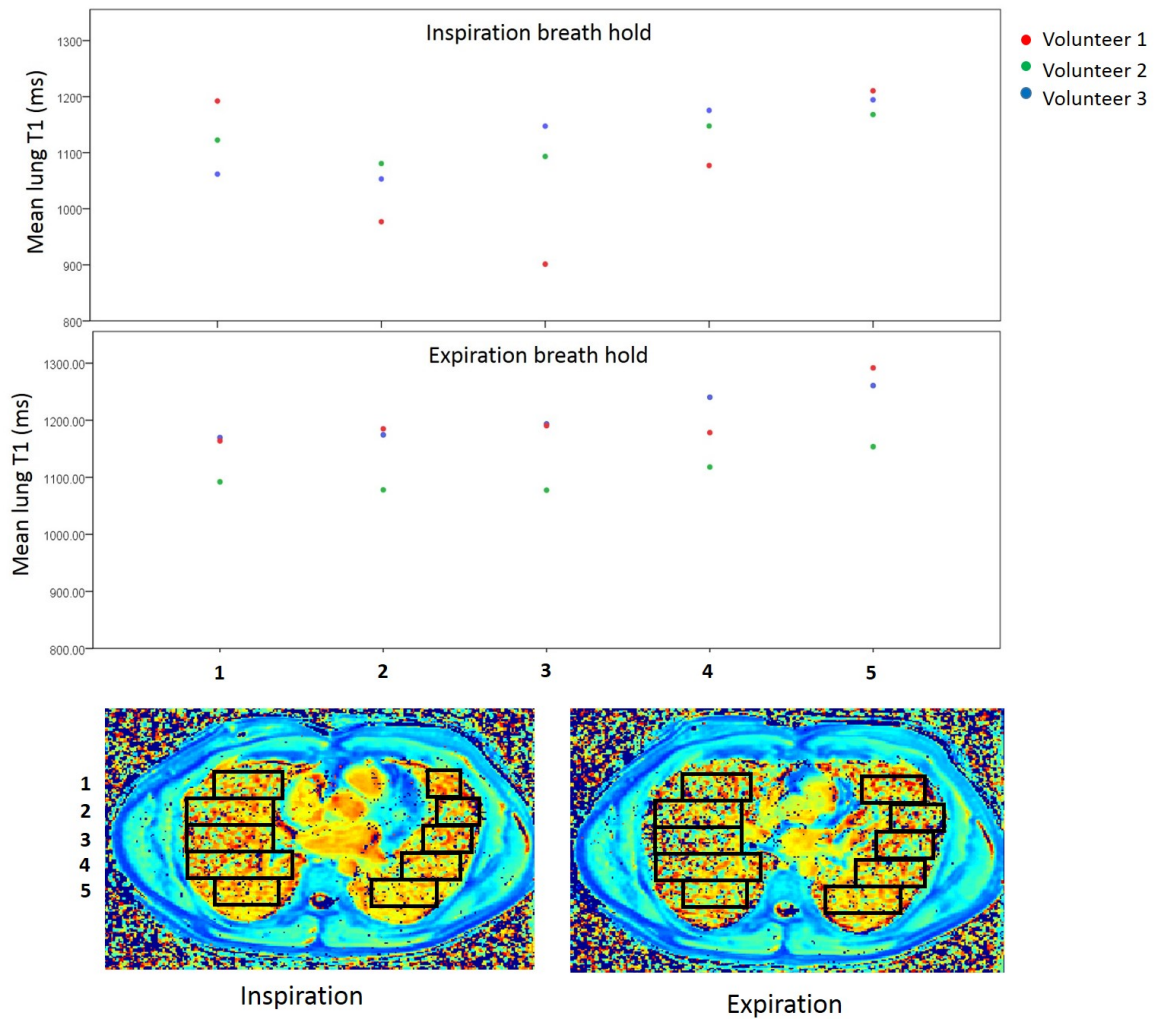 Inspiration breath hold
Mean lung T1 (ms)
1300
1200
1100
1000
900
800
Volunteer 1
Volunteer 2
Volunteer 3
Expiration breath hold
Mean lung T1 (ms)
1300.00
1200.00
1100.00
1000.00
900.00
800.00
1 2 3 4 5
1
2
3
4
5
Inspiration
Expiration